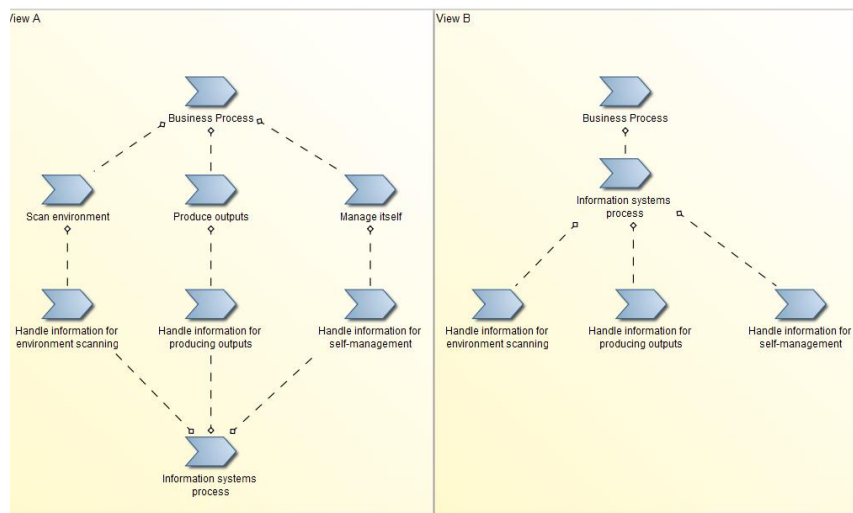 View A
Business Process
Scan environment
Produce outputs
Manage itself
Handle information for
environment scanning
Handle information for
producing outputs
Handle information for
self-management
Information systems
process
View B
Business Process
Information systems
process
Handle information for
environment scanning
Handle information for
producing outputs
Handle information for
self-management